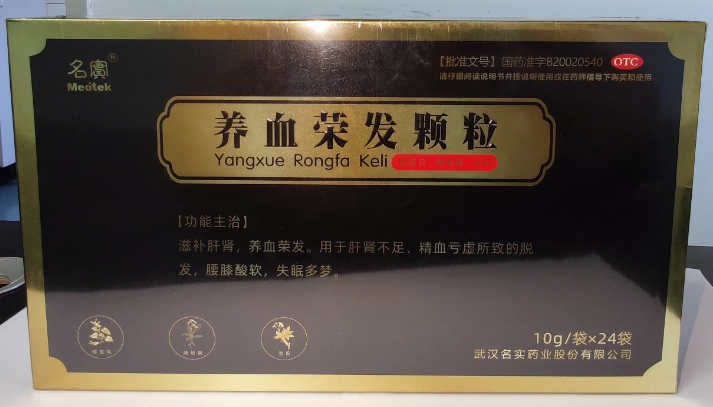 名實®
Medtek
【批准文号】国药准字B20020540 OTC
请仔细阅读说明书并按说明使用或在药师指导下购买和使用
养血荣发颗粒
Yangxue Rongfa Keli
【功能主治】
滋补肝肾，养血荣发。用于肝肾不足、精血亏虚所致的脱
发，腰膝酸软，失眠多梦。
10g/袋×24袋
武汉名实药业股份有限公司